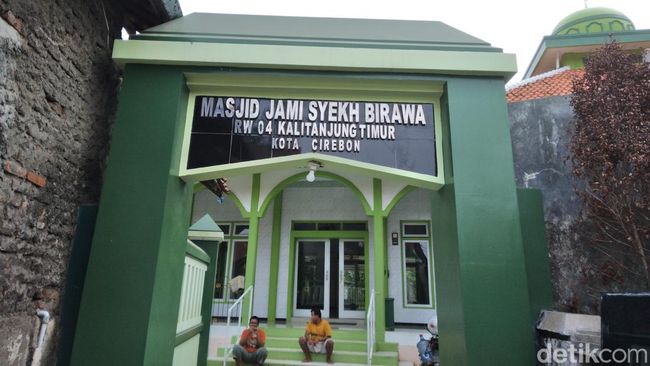 MASJID JAMI SYEKH BIRAWA
RW 04 KALITANJUNG TIMUR
KOTA CIREBON
detikcom